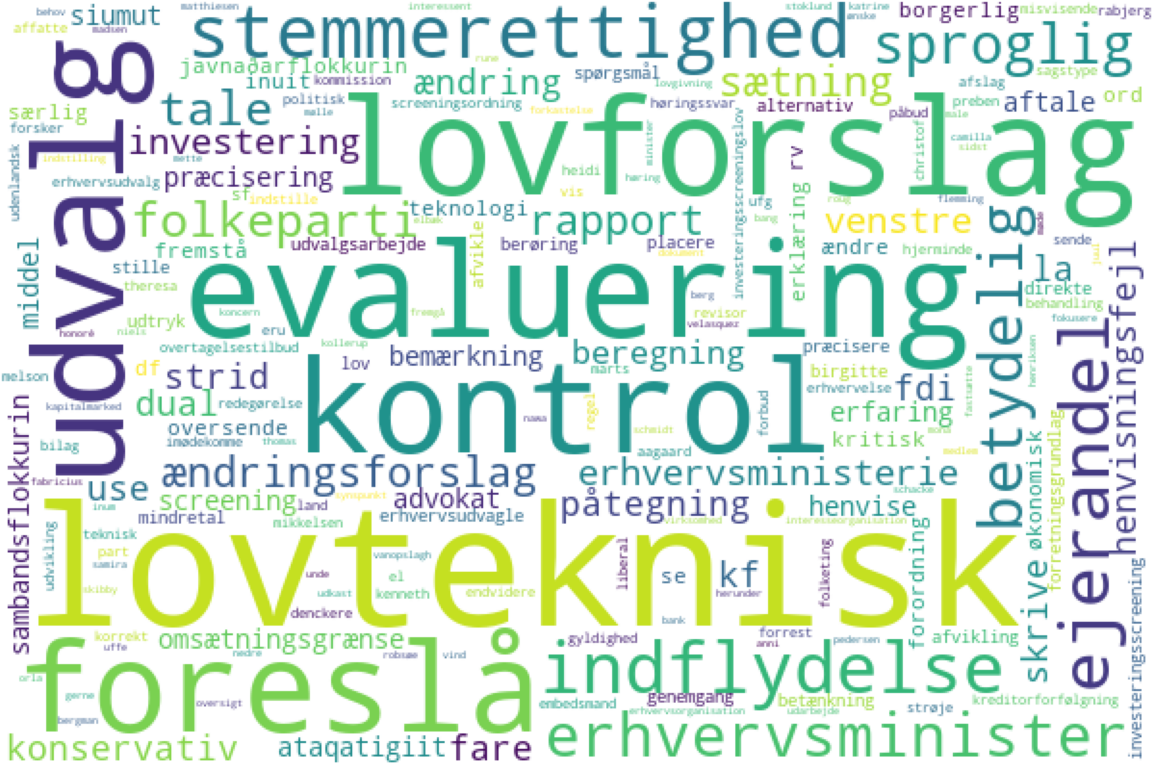 behov
matthiesen
interessent
stoklund
katrine
misvisende
rabjerg
siumut
stemmerettighed
borgerlig
ønske
affatte
madsen
rune
sproglig
javnaðarflokkurin
inuit
kommission
ændring
spørgsmål
lovgivning
sætning
afslag
sagstype
særlig
tale
politisk
screeningsordning
høringssvar
alternativ
påbud
preben
aftale
ord
forsker
udvalg
investering
lovforslag
minister
rv
christof
camilla
sidst
indstilling
mette
heidi
høring
udenlandsk
erhvervsudvalg
præcisering
sf
indstille
vis
ufg
bang
flemming
folkeparti
teknologi
rapport
investeringsscreeningslov
erklæring
venstre
betydelig
sende
fremstå
udvalgsarbejde
afvikle
berøring
placere
ændre
hjerminde
juul
middel
stille
evaluering
la
direkte
theresa
koncern
fremgå
berg
revisor
behandling
fokusere
honoré
niels
udtryk
eru
kollerup
velasquez
henvisningsfejl
overtagelsestilbud
lov
bemærkning
beregning
marts
præcisere
henriksen
melson
df
strid
kontrol
birgitte
erhvervelse
fdi
fastsætte
kapitalmarked
dual
redegørelse
nawa
regel
forbud
erfaring
ejerandel
oversende
schmidt
mona
kritisk
bilag
imødekomme
thomas
aagaard
medlem
økonomisk
forretningsgrundlag
sambandsflokkurin
ændringsforslag
erhvervsministerie
schacke
fabricius
use
synspunkt
inum
screening
land
advokat
påtegning
henvise
mindretal
mikkelsen
erhvervsudvagle
virksomhed
interesseorganisation
teknisk
lovteknisk
udvikling
part
vanopslagh
liberal
folketing
forordning
samira
unde
el
se
kf
skibby
udkast
kenneth
endvidere
herunder
skrive
denckere
bank
investeringsscreening
korrekt
omsætningsgrænse
gyldighed
forrest
pedersen
afvikling
uffe
nedre
robsøe
vind
anni
foreslå
indflydelse
orla
gerne
oversigt
embedsmand
genemgang
betænkning
strøje
kreditorforfølgning
bergman
erhvervsorganisation
udarbejde
konservativ
ataqatigiit
fare
erhvervsminister